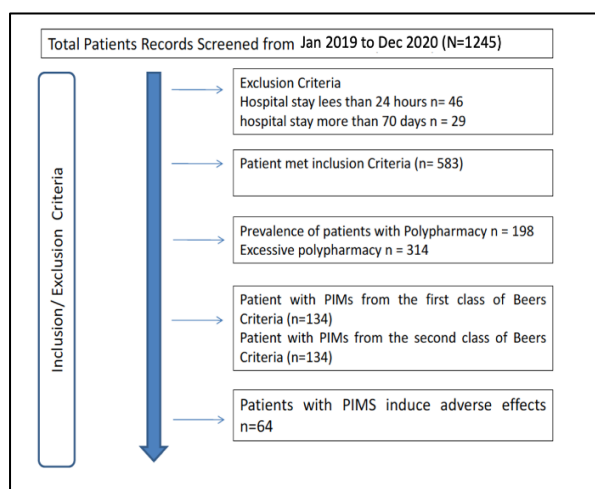 Total Patients Records Screened from Jan 2019 to Dec 2020 (N=1245)
Inclusion/ Exclusion Criteria
Exclusion Criteria
Hospital stay lees than 24 hours n= 46
hospital stay more than 70 days n = 29
Patient met inclusion Criteria (n= 583)
Prevalence of patients with Polypharmacy n = 198
Excessive polypharmacy n = 314
Patient with PIMs from the first class of Beers
Criteria (n=134)
Patient with PIMs from the second class of Beers
Criteria (n=134)
Patients with PIMS induce adverse effects
n=64